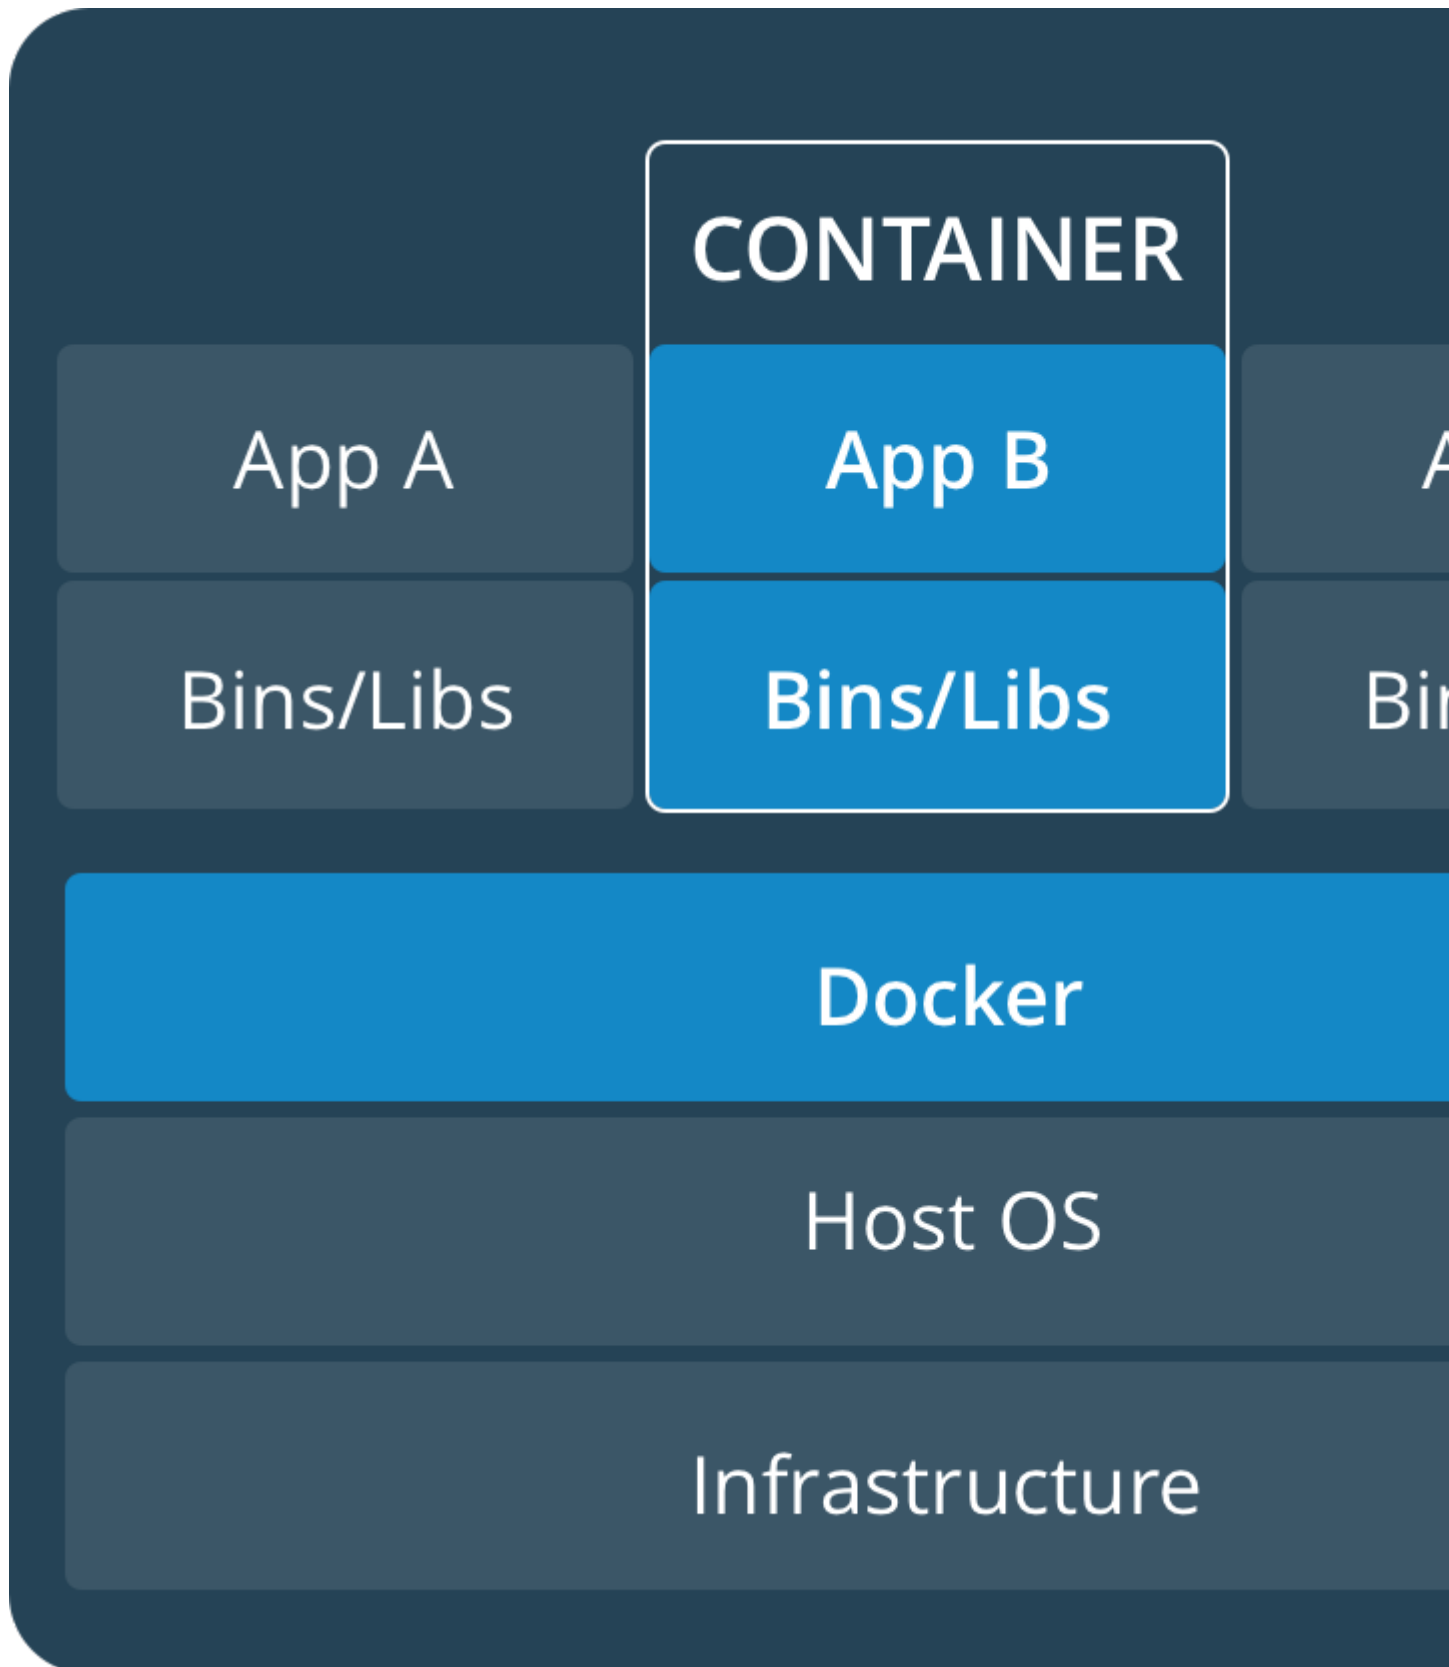 CONTAINER
App A
App B
Bins/Libs
Bins/Libs
Docker
Host OS
Infrastructure